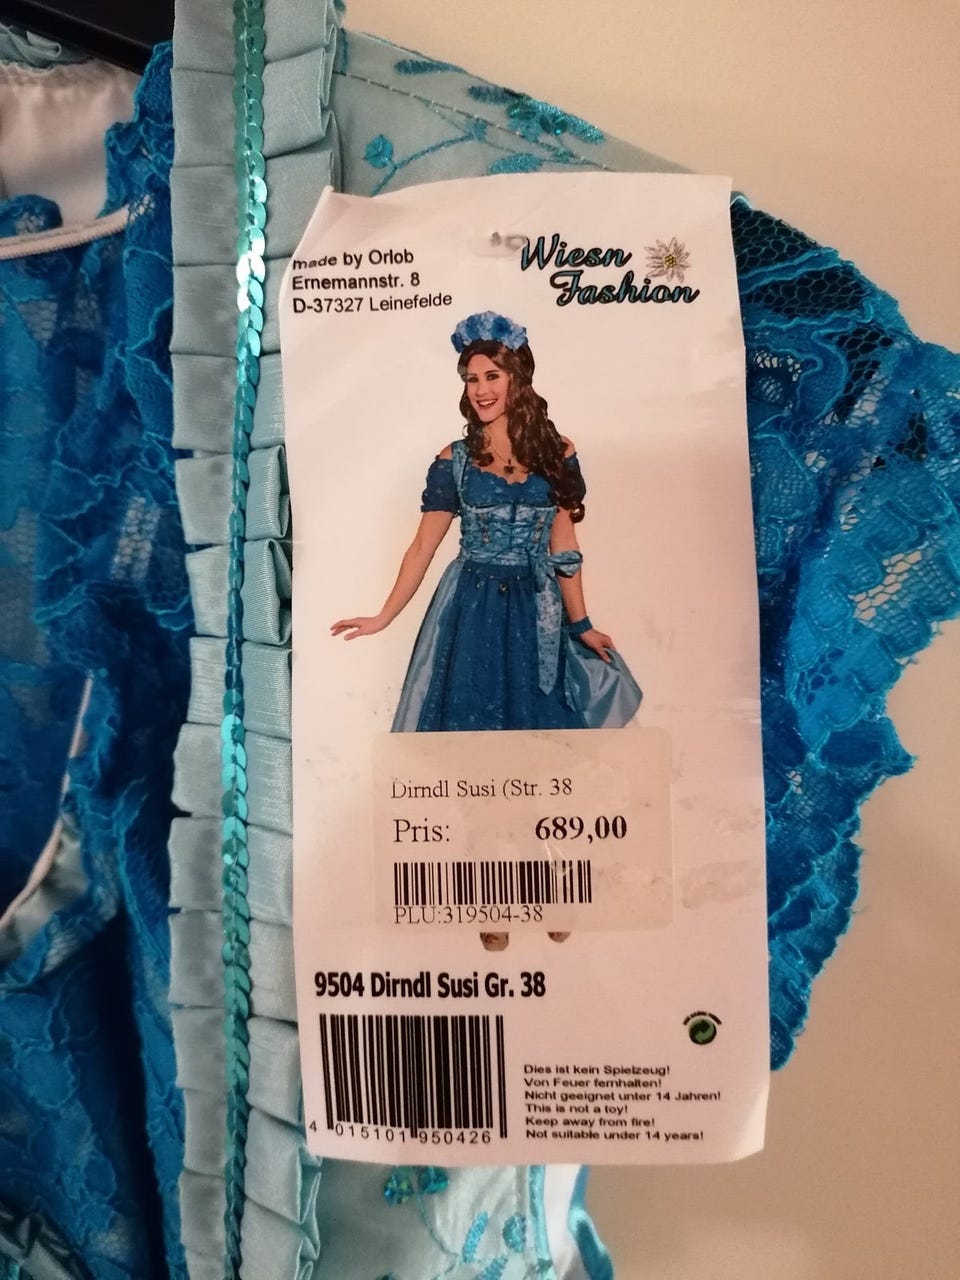 made by Orlob
Ernemannstr. 8
D-37327 Leinefelde
Wiesn
Fashion
Dirndl Susi (Str. 38
Pris: 689,00
PLU:319504-38
9504 Dirndl Susi Gr. 38
4 015101 950426
Dies ist kein Spielzeug!
Von Feuer fernhalten!
Nicht geeignet unter 14 Jahren!
This is not a toy!
Keep away from fire!
Not suitable under 14 years!